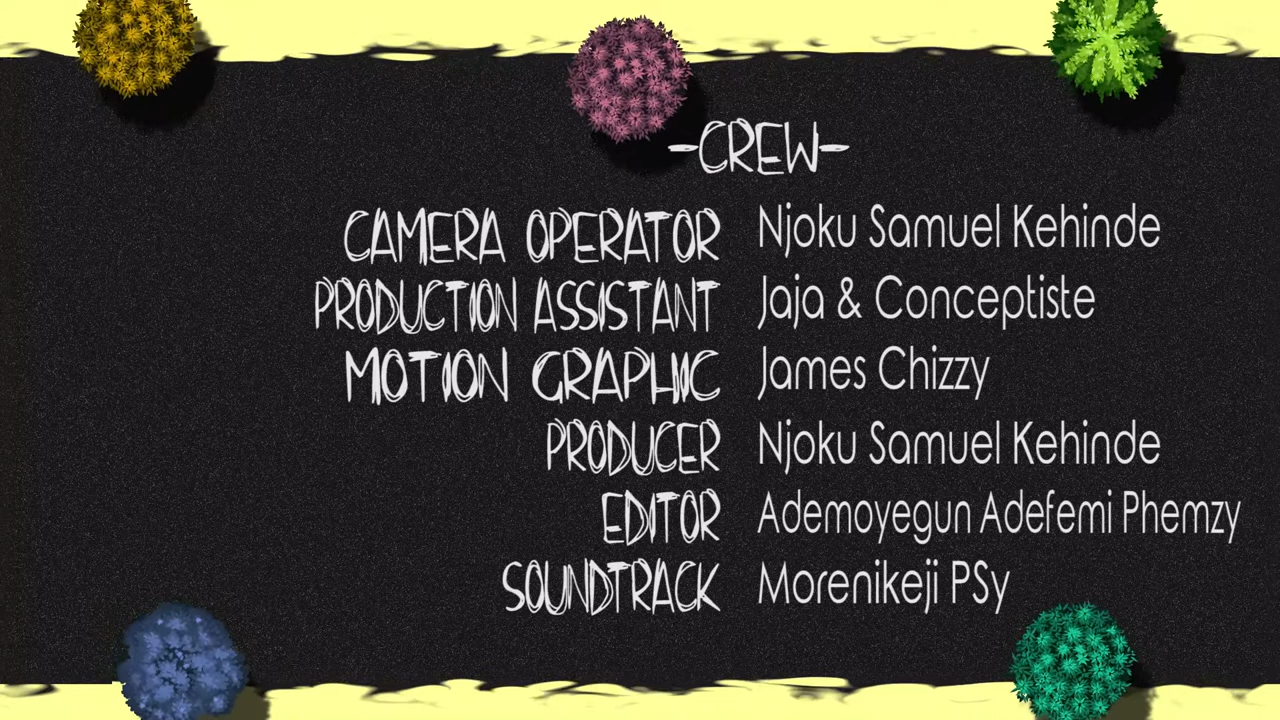 -CREW-
CAMERA OPERATOR Njoku Samuel Kehinde
PRODUCTION ASSISTANT Jaja & Conceptiste
MOTION GRAPHIC James Chizzy
PRODUCER Njoku Samuel Kehinde
EDITOR Ademoyegun Adefemi Phemzy
SOUNDTRACK Morenikeji PSy